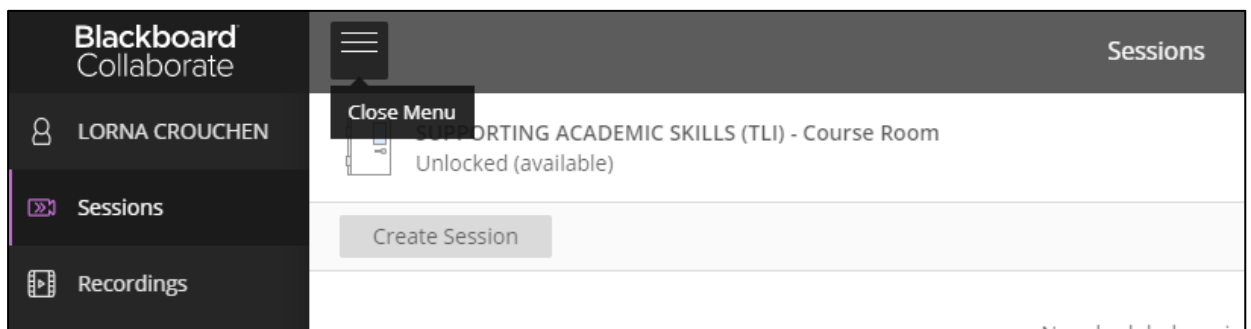 Blackboard
Collaborate
LORNA CROUCHEN
Sessions
Recordings
Sessions
Close Menu
SUPPORTING ACADEMIC SKILLS (TLI) - Course Room
Unlocked (available)
Create Session